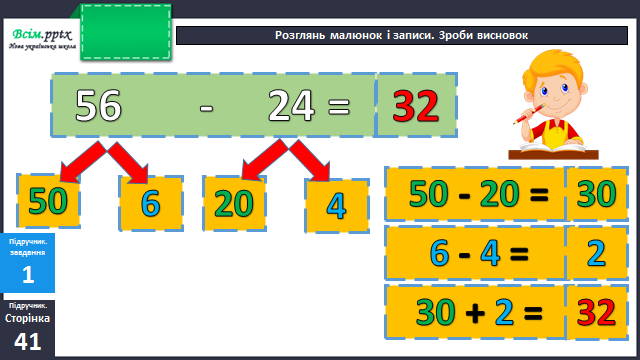 Всім.pptx
Нова українська школа
Розглянь малюнок і записи. Зроби висновок
56 - 24 = 32
50 6 20 4
50 - 20 = 30
6 - 4 = 2
30 + 2 = 32
Підручник.
завдання
1
Підручник.
Сторінка
41